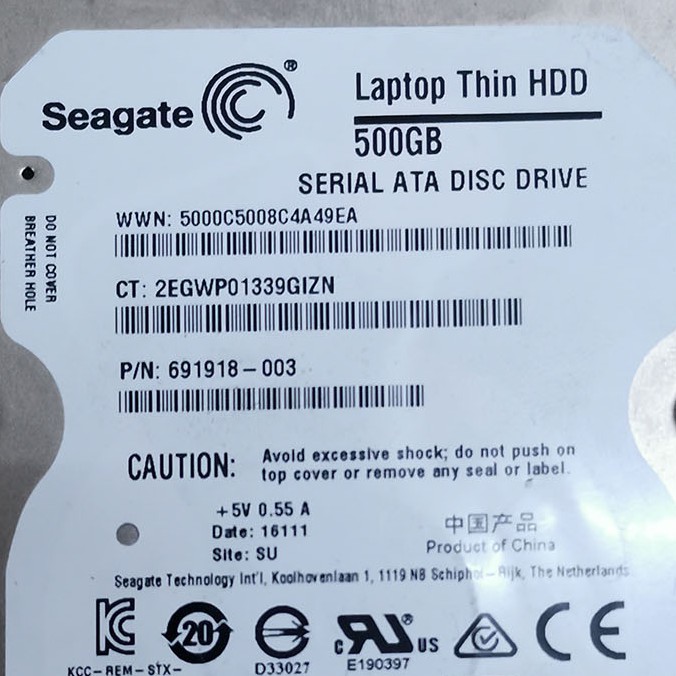 Seagate ®
Laptop Thin HDD
500GB
SERIAL ATA DISC DRIVE
WWN: 5000C5008C4A49EA
CT: 2EGWP01339GIZN
P/N: 691918-003
DO NOT COVER
BREATHER HOLE
CAUTION: Avoid excessive shock; do not push on
top cover or remove any seal or label.
+5V 0.55 A
Date: 16111
Site: SU
中国产品
Product of China
Seagate Technology Int'l, Koolhovenlaan 1, 1119 NB Schiphol-Rijk, The Netherlands
20
c RU ® US
CE
KCC-REM-STX-
D33027
E190397